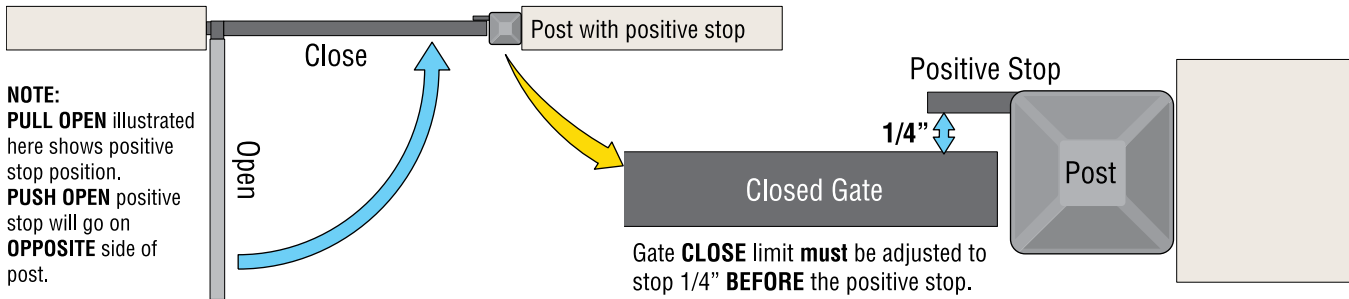 Post with positive stop
Close
NOTE:
PULL OPEN illustrated
here shows positive
stop position.
PUSH OPEN positive
stop will go on
OPPOSITE side of
post.
Open
Positive Stop
1/4”
Closed Gate
Post
Gate CLOSE limit must be adjusted to
stop 1/4” BEFORE the positive stop.